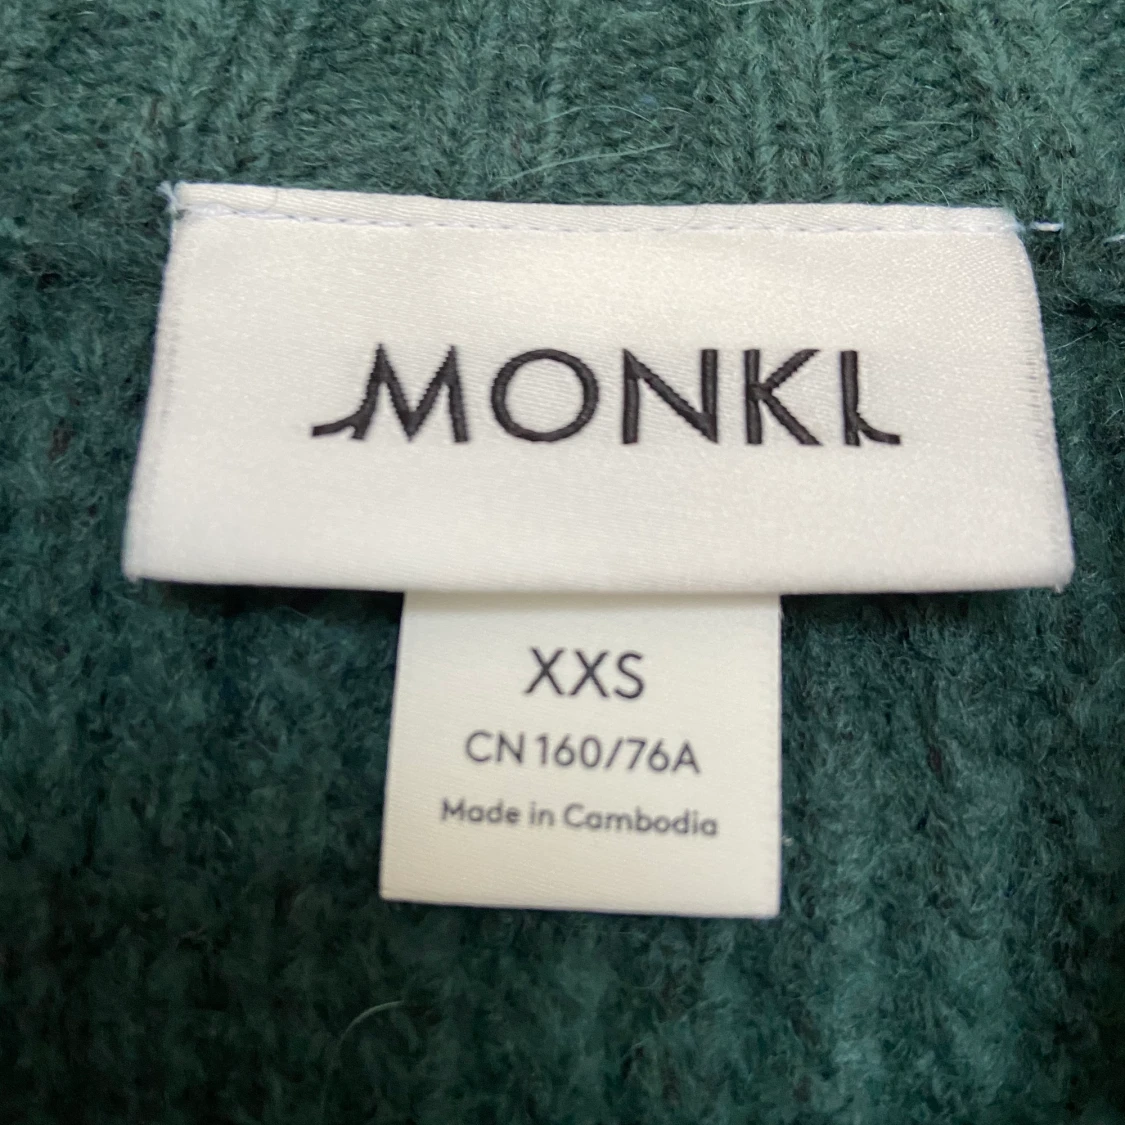 MONKI
XXS
CN 160/76A
Made in Cambodia